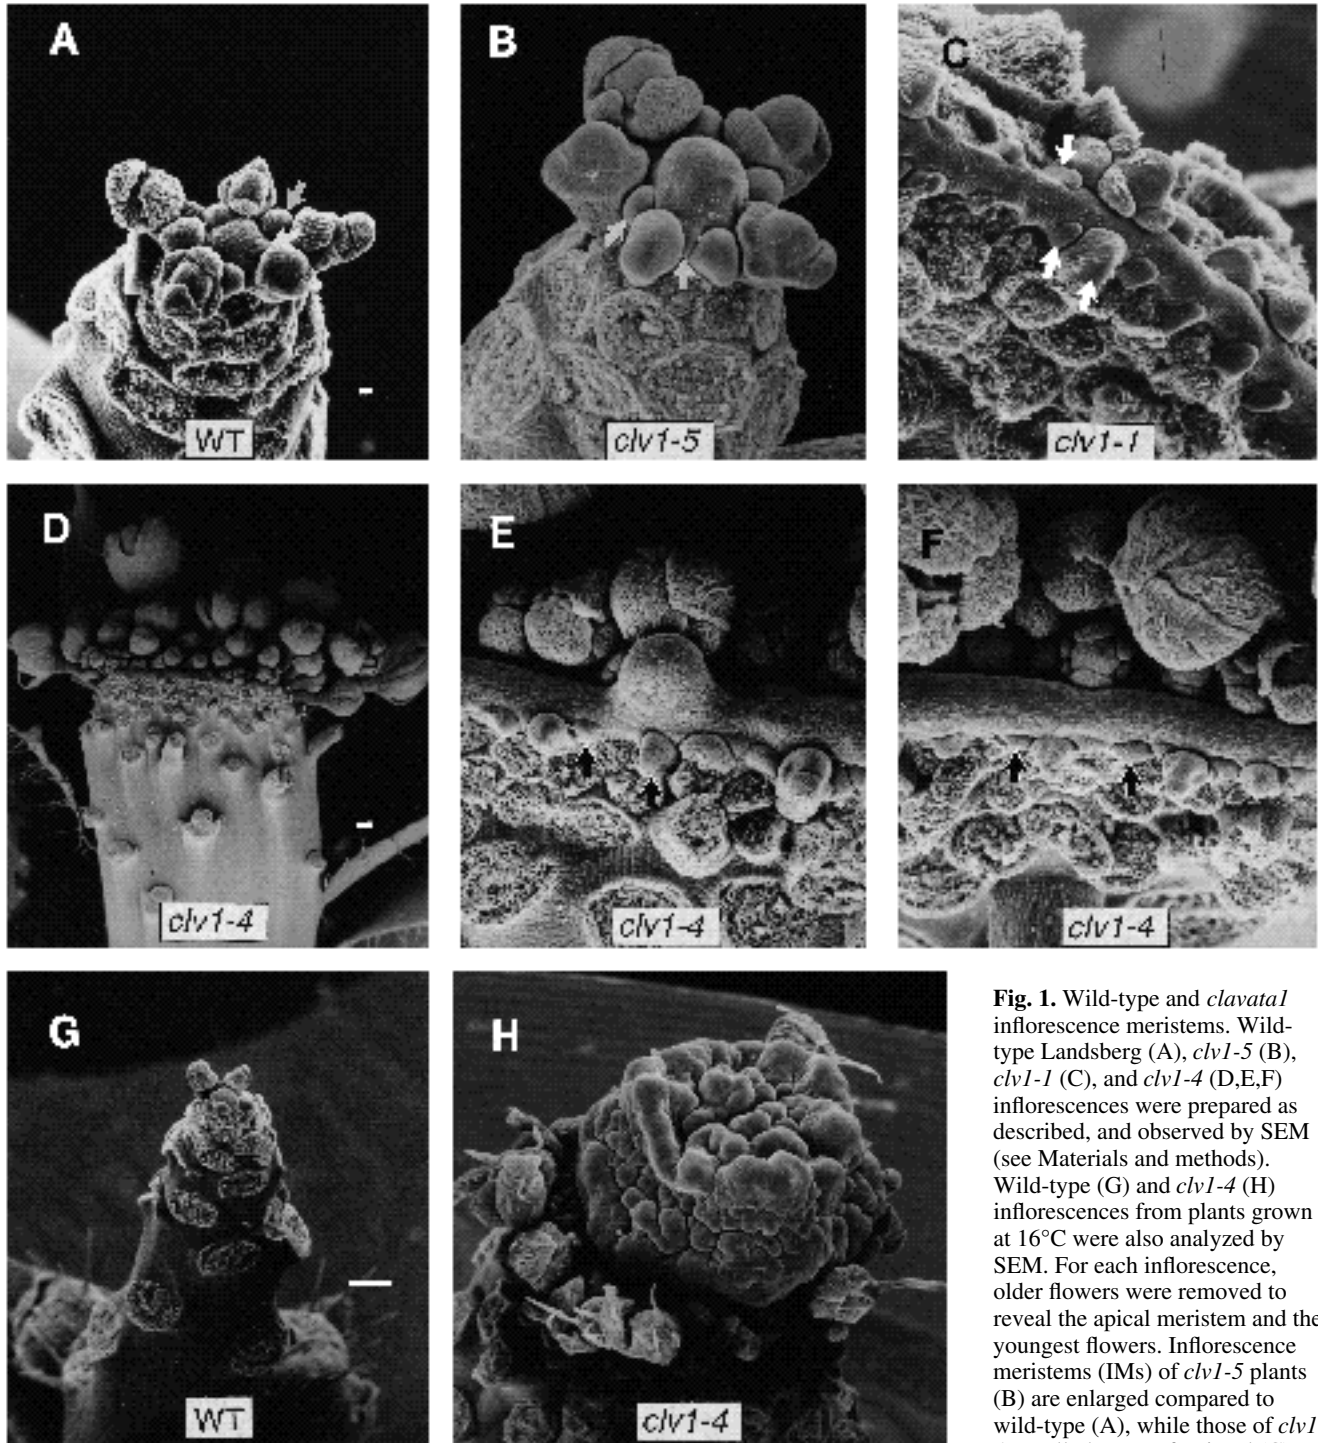 A
B
C
WT
clv1-5
clv1-1
D
E
F
clv1-4
clv1-4
clv1-4
G
H
WT
clv1-4
Fig. 1. Wild-type and clavata1
inflorescence meristems. Wild-
type Landsberg (A), clv1-5 (B),
clv1-1 (C), and clv1-4 (D,E,F)
inflorescences were prepared as
described, and observed by SEM
(see Materials and methods).
Wild-type (G) and clv1-4 (H)
inflorescences from plants grown
at 16°C were also analyzed by
SEM. For each inflorescence,
older flowers were removed to
reveal the apical meristem and the
youngest flowers. Inflorescence
meristems (IMs) of clv1-5 plants
(B) are enlarged compared to
wild-type (A), while those of clv1